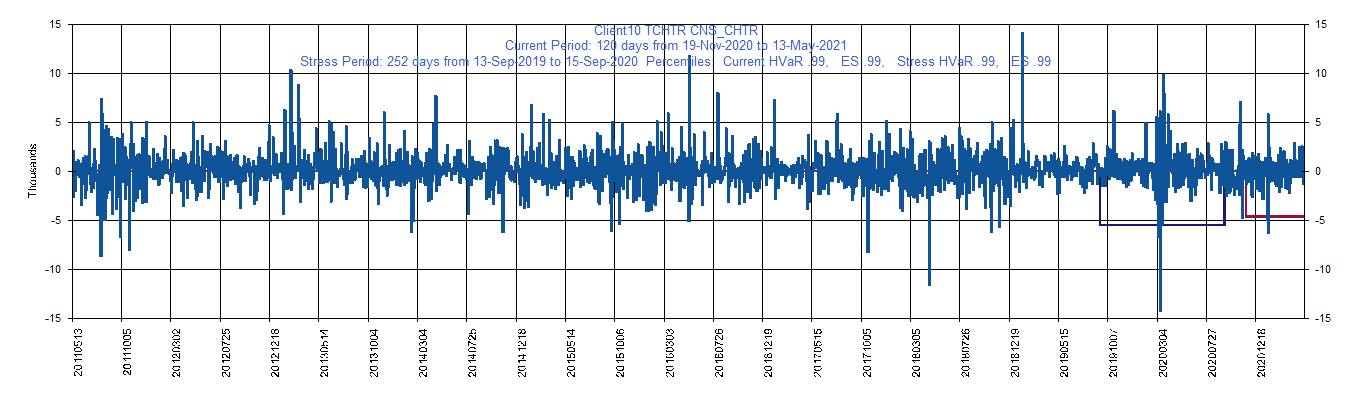 Client10 TCHTR CNS_CHTR
Current Period: 120 days from 19-Nov-2020 to 13-May-2021
Stress Period: 252 days from 13-Sep-2019 to 15-Sep-2020 Percentiles: Current HVaR .99, ES .99, Stress HVaR .99, ES .99
15 15
10 10
5 5
Thousands
0 0
-5 -5
-10 -10
-15 -15
20110513 20111005 20120302 20120725 20121218 20130514 20131004 20140304 20140725 20141218 20150514 20151006 20160303 20160726 20161219 20170515 20171005 20180305 20180726 20181219 20190515 20191007 20200304 20200727 20201218